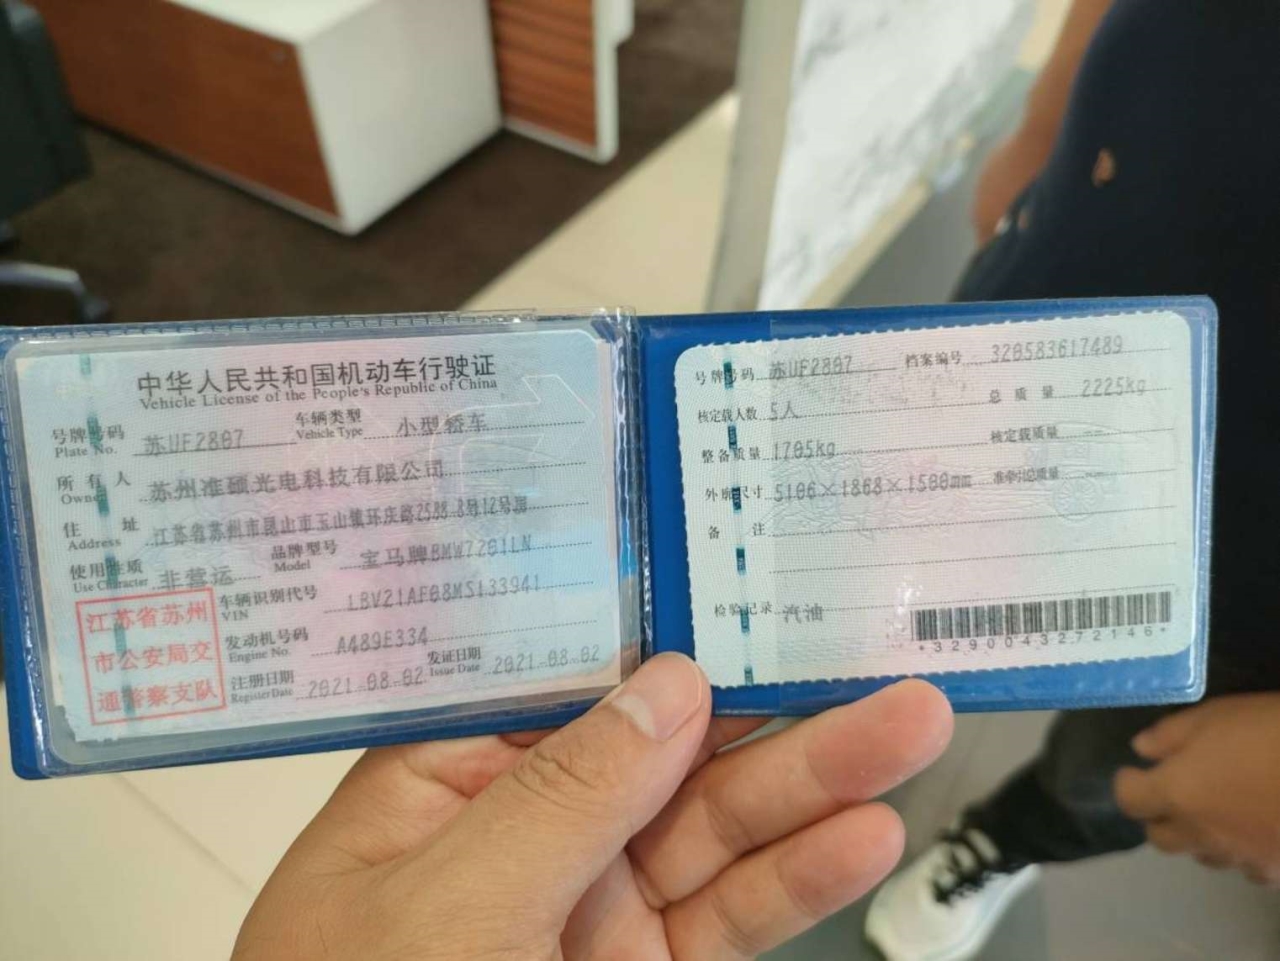 中华人民共和国机动车行驶证
Vehicle License of the People's Republic of China
号牌号码 苏UF2807 车辆类型 小型轿车
Plate No. Vehicle Type
所有人 苏州准硕光电科技有限公司
Owner
住址 江苏省苏州市昆山市玉山镇环庆路2588 8号12号房
Address
使用性质 非营运 品牌型号 宝马牌BMW7201LN
Use Character Model
江苏省苏州
市公安局交
通警察支队
车辆识别代号 LBV21AF08MS133941
VIN
发动机号码 A489E334
Engine No.
注册日期 2021-08-02 发证日期 2021-08-02
Register Date Issue Date
号牌号码 苏UF2807 档案编号 320583617489
核定载人数 5人 总质量 2225kg
整备质量 1705kg 核定载质量 --
外廓尺寸 5106×1868×1500mm 准牵引总质量 --
备注
检验记录 汽油
*3290043272146*